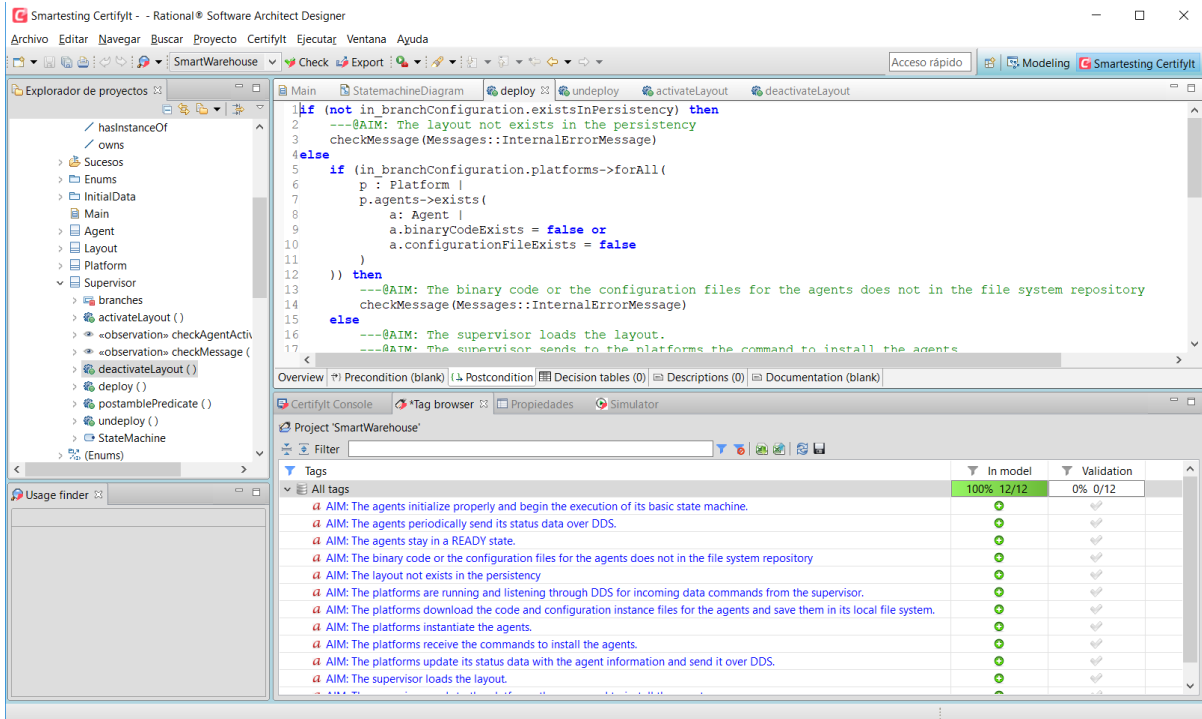 Smartesting CertifyIt - - Rational® Software Architect Designer
Archivo Editar Navegar Buscar Proyecto CertifyIt Ejecutar Ventana Ayuda
SmartWarehouse Check Export Acceso rápido Modeling Smartesting CertifyIt
Explorador de proyectos
hasInstanceOf
owns
Sucesos
Enums
InitialData
Main
Agent
Layout
Platform
Supervisor
branches
activateLayout ( )
«observation» checkAgentActiv
«observation» checkMessage (
deactivateLayout ( )
deploy ( )
postamblePredicate ( )
undeploy ( )
StateMachine
(Enums)
Usage finder
Main StatemachineDiagram deploy undeploy activateLayout deactivateLayout
1 if (not in_branchConfiguration.existsInPersistency) then
2 ---@AIM: The layout not exists in the persistency
3 checkMessage(Messages::InternalErrorMessage)
4 else
5 if (in_branchConfiguration.platforms->forAll(
6 p : Platform |
7 p.agents->exists(
8 a: Agent |
9 a.binaryCodeExists = false or
10 a.configurationFileExists = false
11 )
12 )) then
13 ---@AIM: The binary code or the configuration files for the agents does not in the file system repository
14 checkMessage(Messages::InternalErrorMessage)
15 else
16 ---@AIM: The supervisor loads the layout.
17 ---@AIM: The supervisor sends to the platforms the command to install the agents
Overview Precondition (blank) Postcondition Decision tables (0) Descriptions (0) Documentation (blank)
CertifyIt Console *Tag browser Propiedades Simulator
Project 'SmartWarehouse'
Filter
Tags In model Validation
All tags 100% 12/12 0% 0/12
a AIM: The agents initialize properly and begin the execution of its basic state machine.
a AIM: The agents periodically send its status data over DDS.
a AIM: The agents stay in a READY state.
a AIM: The binary code or the configuration files for the agents does not in the file system repository
a AIM: The layout not exists in the persistency
a AIM: The platforms are running and listening through DDS for incoming data commands from the supervisor.
a AIM: The platforms download the code and configuration instance files for the agents and save them in its local file system.
a AIM: The platforms instantiate the agents.
a AIM: The platforms receive the commands to install the agents.
a AIM: The platforms update its status data with the agent information and send it over DDS.
a AIM: The supervisor loads the layout.